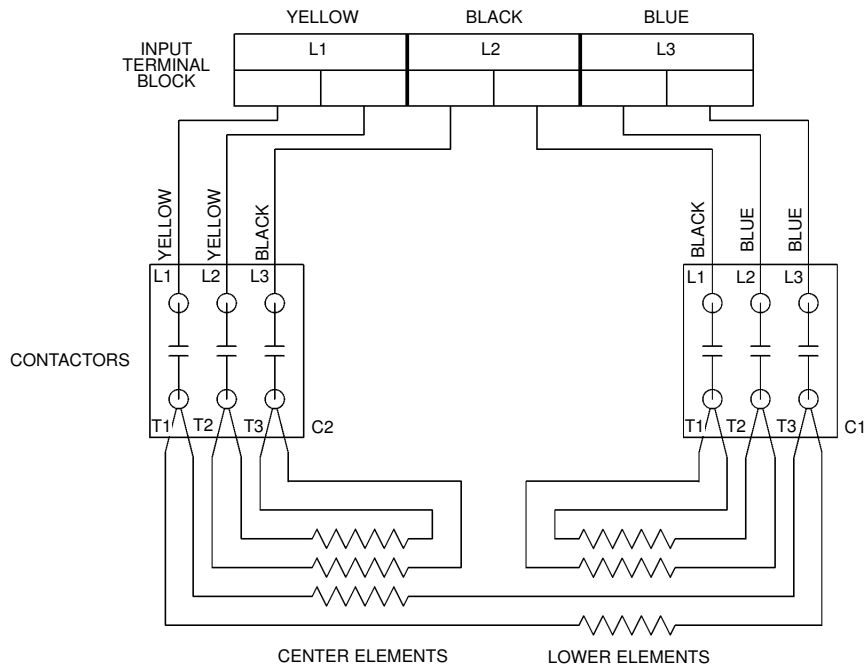 YELLOW BLACK BLUE
INPUT
TERMINAL
BLOCK
L1 L2 L3
YELLOW YELLOW BLACK BLACK BLUE BLUE
L1 L2 L3 L1 L2 L3
CONTACTORS
T1 T2 T3 C2 T1 T2 T3 C1
CENTER ELEMENTS LOWER ELEMENTS